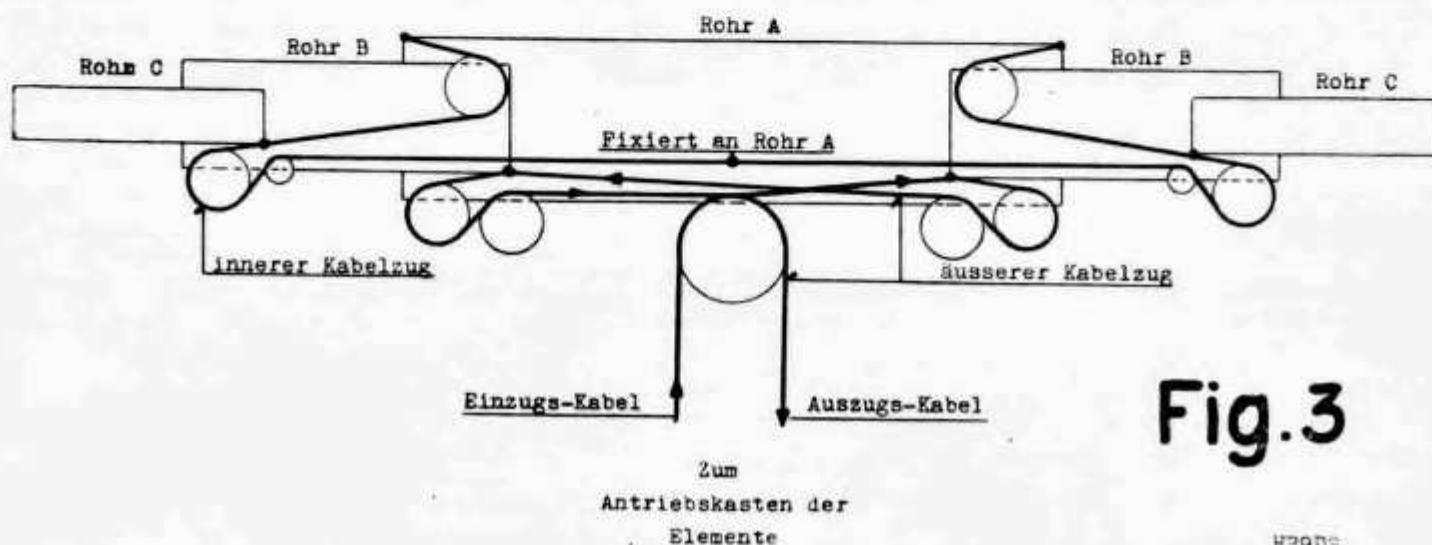 Rohr A
Rohr B
Rohr B
Rohm C
Rohr C
Fixiert an Rohr A
innerer Kabelzug
äusserer Kabelzug
Einzugs-Kabel
Auszugs-Kabel
Fig.3
Zum
Antriebskasten der
Elemente